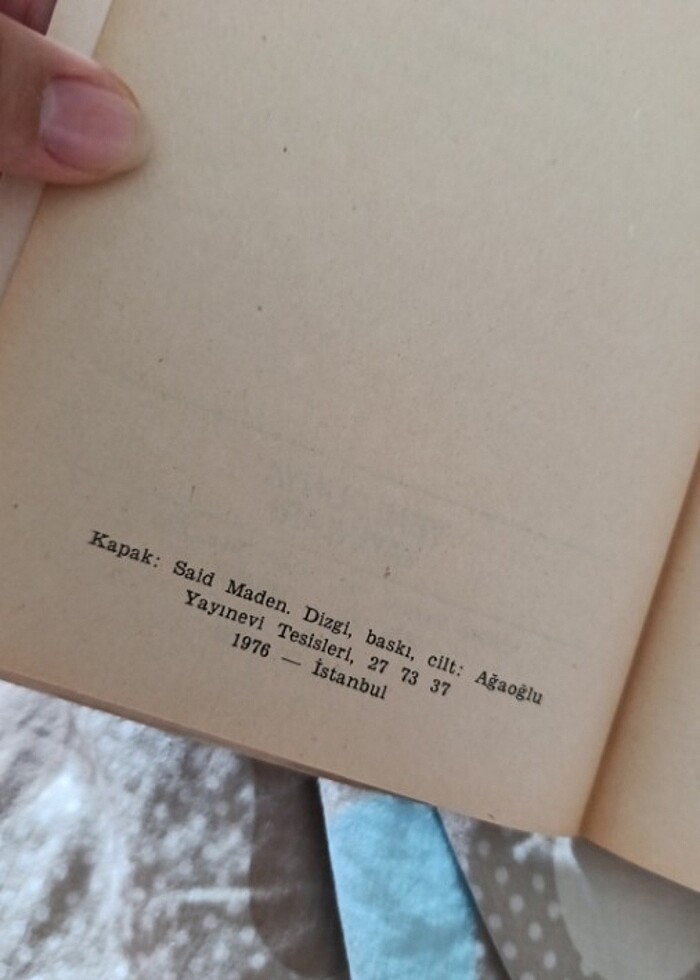 Kapak: Said Maden. Dizgi, baskı, cilt: Ağaoğlu
Yayınevi Tesisleri, 27 73 37
1976 — İstanbul